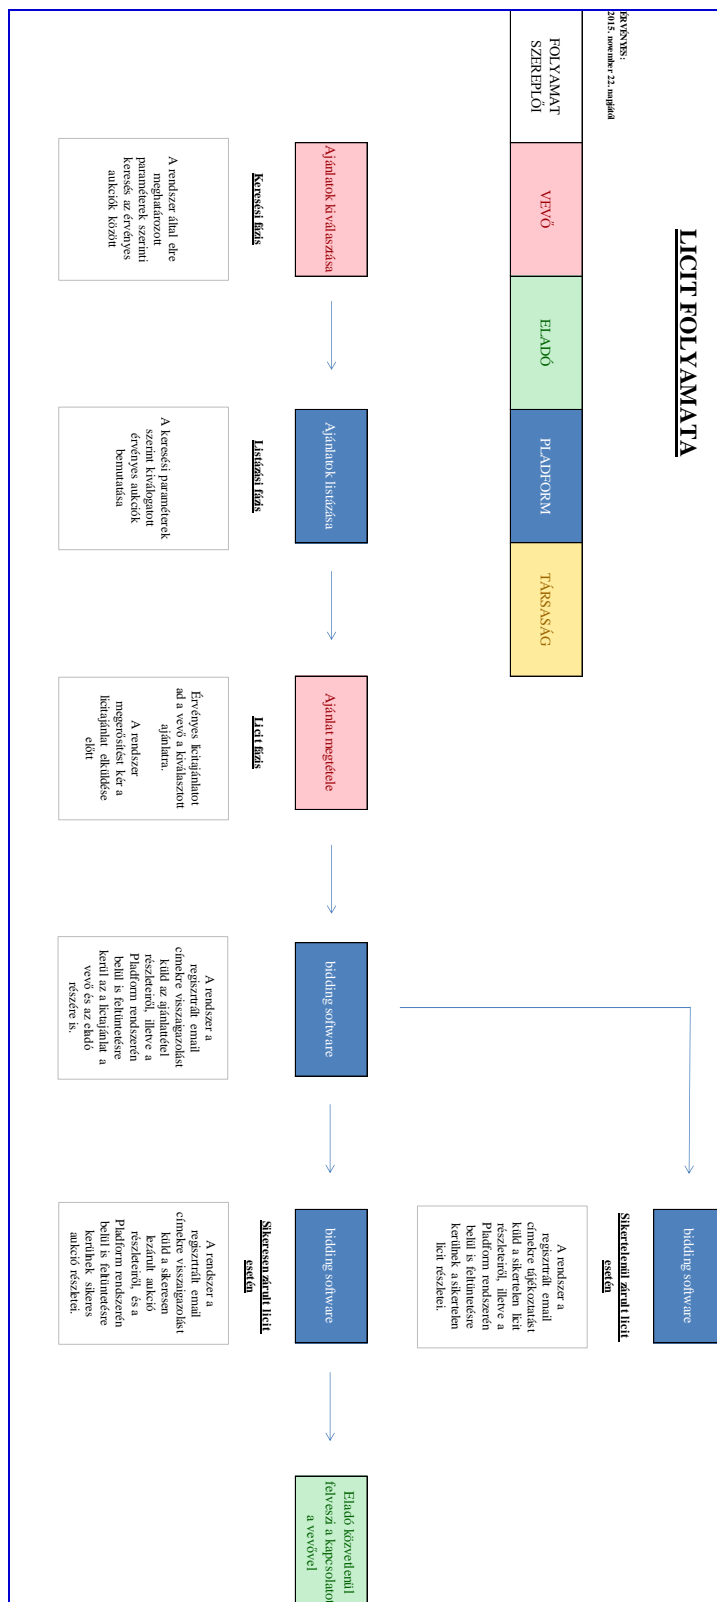 ÉRVÉNYES:
2015. november 22. napjától
LICIT FOLYAMATA
FOLYAMAT
SZEREPLŐI
VEVŐ
ELADÓ
PLADFORM
TÁRSASÁG
Ajánlatok kiválasztása
Keresési fázis
A rendszer által elre
meghatározott
paraméterek szerinti
keresés az érvényes
aukciók között
Ajánlatok listázása
Listázási fázis
A keresési paraméterek
szerint kiválogatott
érvényes aukciók
bemutatása
Ajánlat megtétele
Licit fázis
Érvényes licitajánlatot
ad a vevő a kiválasztott
ajánlatra.
A rendszer
megerősítést kér a
licitajánlat elküldése
előtt
bidding software
A rendszer a
regisztrált email
címekre visszaigazolást
küld az ajánlattétel
részleteiről, illetve a
Pladform rendszerén
belül is feltüntetésre
kerül az a lictajánlat a
vevő és az eladó
részére is.
bidding software
Sikertelenül zárult licit
esetén
A rendszer a
regisztrált email
címekre tájékoztatást
küld a sikertelen licit
részleteiről, illetve a
Pladform rendszerén
belül is feltüntetésre
kerülnek a sikertelen
licit részletei.
bidding software
Sikeresen zárult licit
esetén
A rendszer a
regisztrált email
címekre visszaigazolást
küld a sikeresen
lezárult aukció
részleteiről, és a
Pladform rendszerén
belül is feltüntetésre
kerülnek sikeres
aukció részletei.
Eladó közvetlenül
felveszi a kapcsolatot
a vevővel